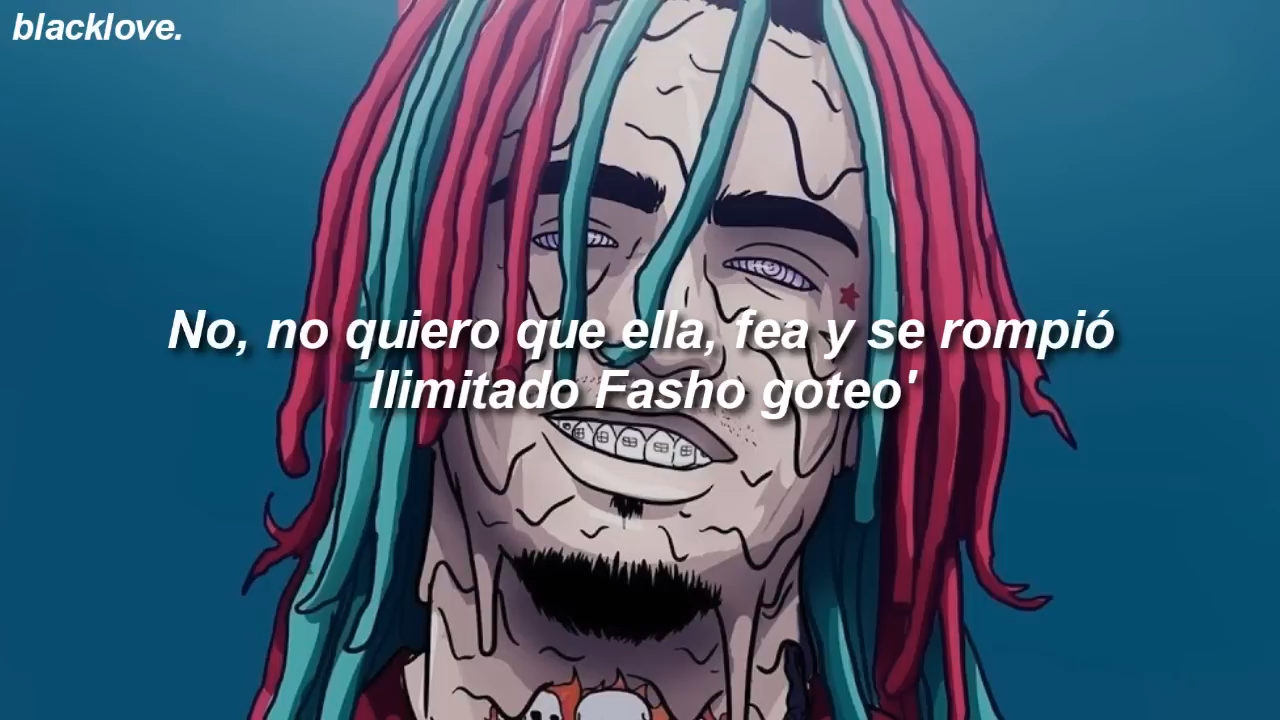 blacklove.
No, no quiero que ella, fea y se rompió
Ilimitado Fasho goteo'